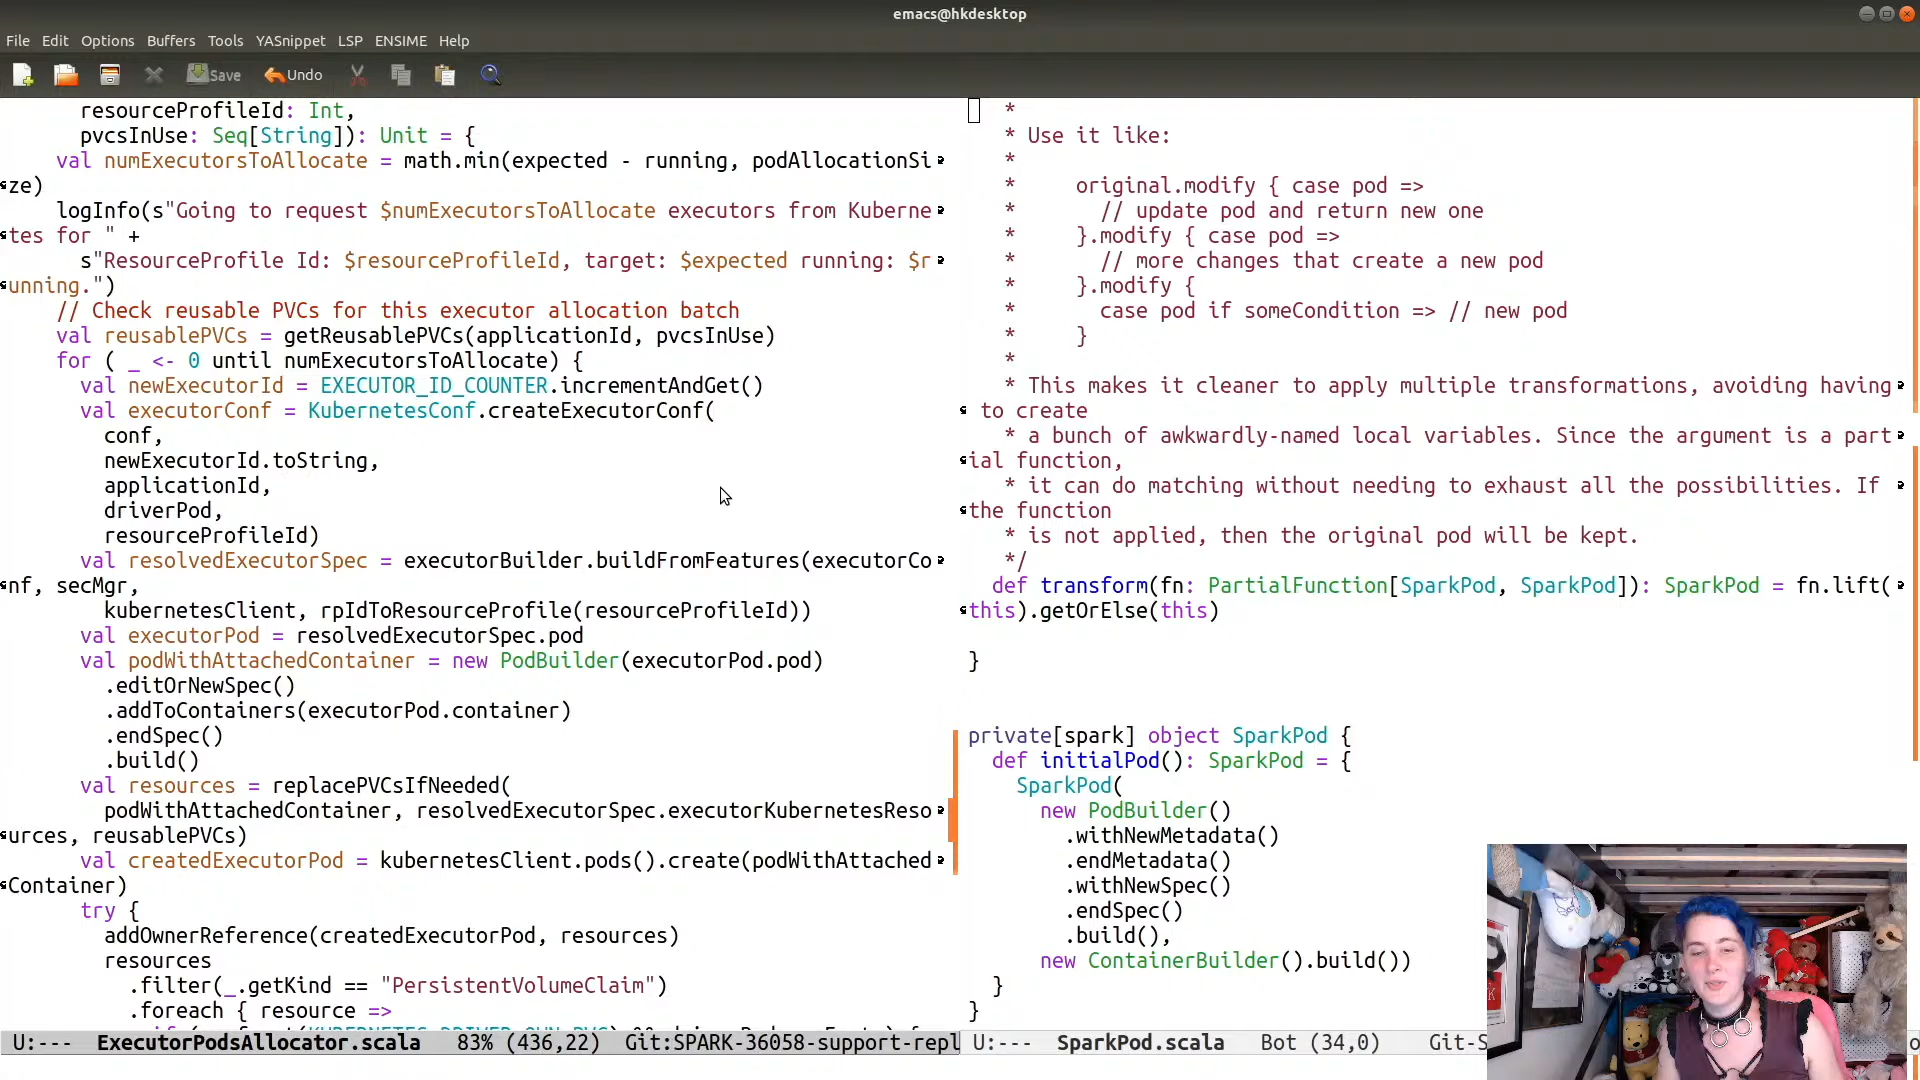 emacs@hkdesktop
File Edit Options Buffers Tools YASnippet LSP ENSIME Help
Save Undo
resourceProfileId: Int,
pvcsInUse: Seq[String]): Unit = {
val numExecutorsToAllocate = math.min(expected - running, podAllocationSi
ze)
logInfo(s"Going to request $numExecutorsToAllocate executors from Kuberne
tes for " +
s"ResourceProfile Id: $resourceProfileId, target: $expected running: $r
unning.")
// Check reusable PVCs for this executor allocation batch
val reusablePVCs = getReusablePVCs(applicationId, pvcsInUse)
for ( _ <- 0 until numExecutorsToAllocate) {
val newExecutorId = EXECUTOR_ID_COUNTER.incrementAndGet()
val executorConf = KubernetesConf.createExecutorConf(
conf,
newExecutorId.toString,
applicationId,
driverPod,
resourceProfileId)
val resolvedExecutorSpec = executorBuilder.buildFromFeatures(executorCo
nf, secMgr,
kubernetesClient, rpIdToResourceProfile(resourceProfileId))
val executorPod = resolvedExecutorSpec.pod
val podWithAttachedContainer = new PodBuilder(executorPod.pod)
.editOrNewSpec()
.addToContainers(executorPod.container)
.endSpec()
.build()
val resources = replacePVCsIfNeeded(
podWithAttachedContainer, resolvedExecutorSpec.executorKubernetesReso
urces, reusablePVCs)
val createdExecutorPod = kubernetesClient.pods().create(podWithAttached
Container)
try {
addOwnerReference(createdExecutorPod, resources)
resources
.filter(_.getKind == "PersistentVolumeClaim")
.foreach { resource =>
U:--- ExecutorPodsAllocator.scala 83% (436,22) Git:SPARK-36058-support-repl
*
* Use it like:
*
* original.modify { case pod =>
* // update pod and return new one
* }.modify { case pod =>
* // more changes that create a new pod
* }.modify {
* case pod if someCondition => // new pod
* }
*
* This makes it cleaner to apply multiple transformations, avoiding having
to create
* a bunch of awkwardly-named local variables. Since the argument is a part
ial function,
* it can do matching without needing to exhaust all the possibilities. If
the function
* is not applied, then the original pod will be kept.
*/
def transform(fn: PartialFunction[SparkPod, SparkPod]): SparkPod = fn.lift(
this).getOrElse(this)
}
private[spark] object SparkPod {
def initialPod(): SparkPod = {
SparkPod(
new PodBuilder()
.withNewMetadata()
.endMetadata()
.withNewSpec()
.endSpec()
.build(),
new ContainerBuilder().build())
}
}
U:--- SparkPod.scala Bot (34,0) Git-S